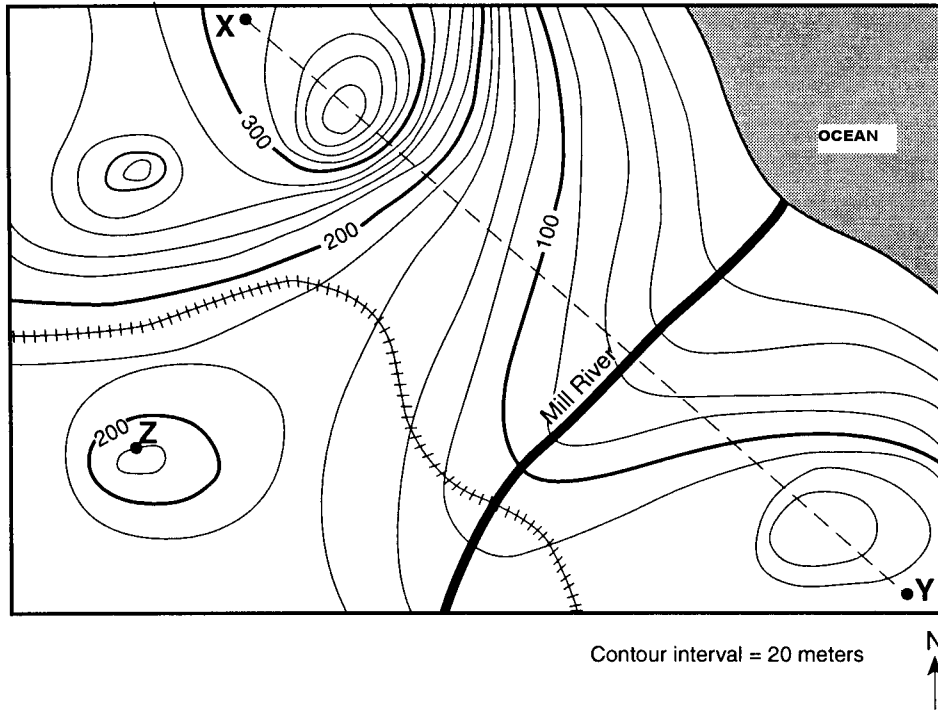 X
300
OCEAN
200
100
Mill River
200
Z
Y
Contour interval = 20 meters
N